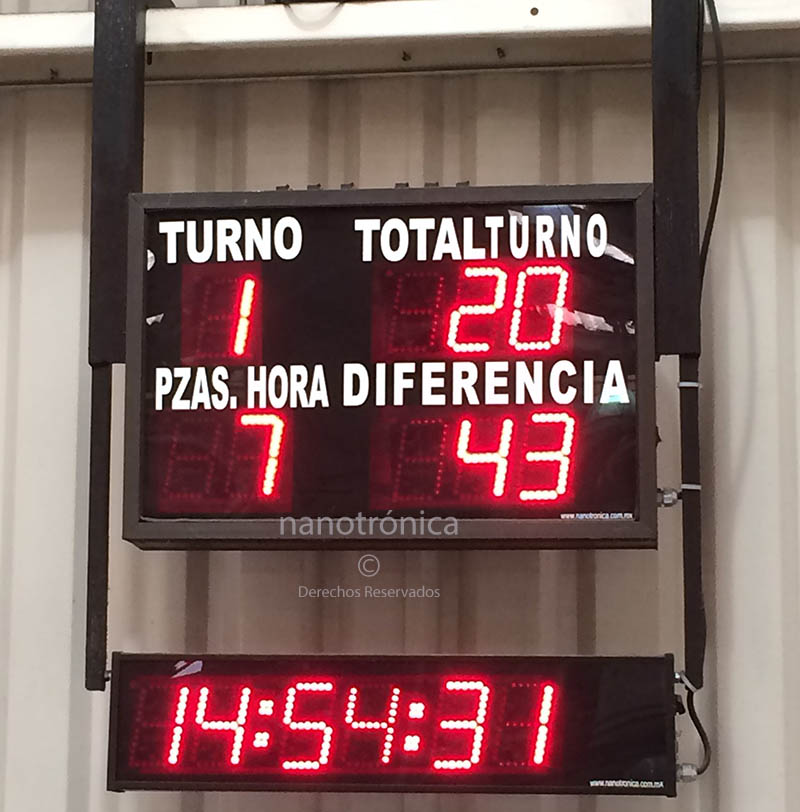 TURNO TOTALTURNO
1 20
PZAS. HORA DIFERENCIA
7 43
www.nanotronica.com.mx
nanotrónica
©
Derechos Reservados
14:54:31
www.nanotronica.com.mx